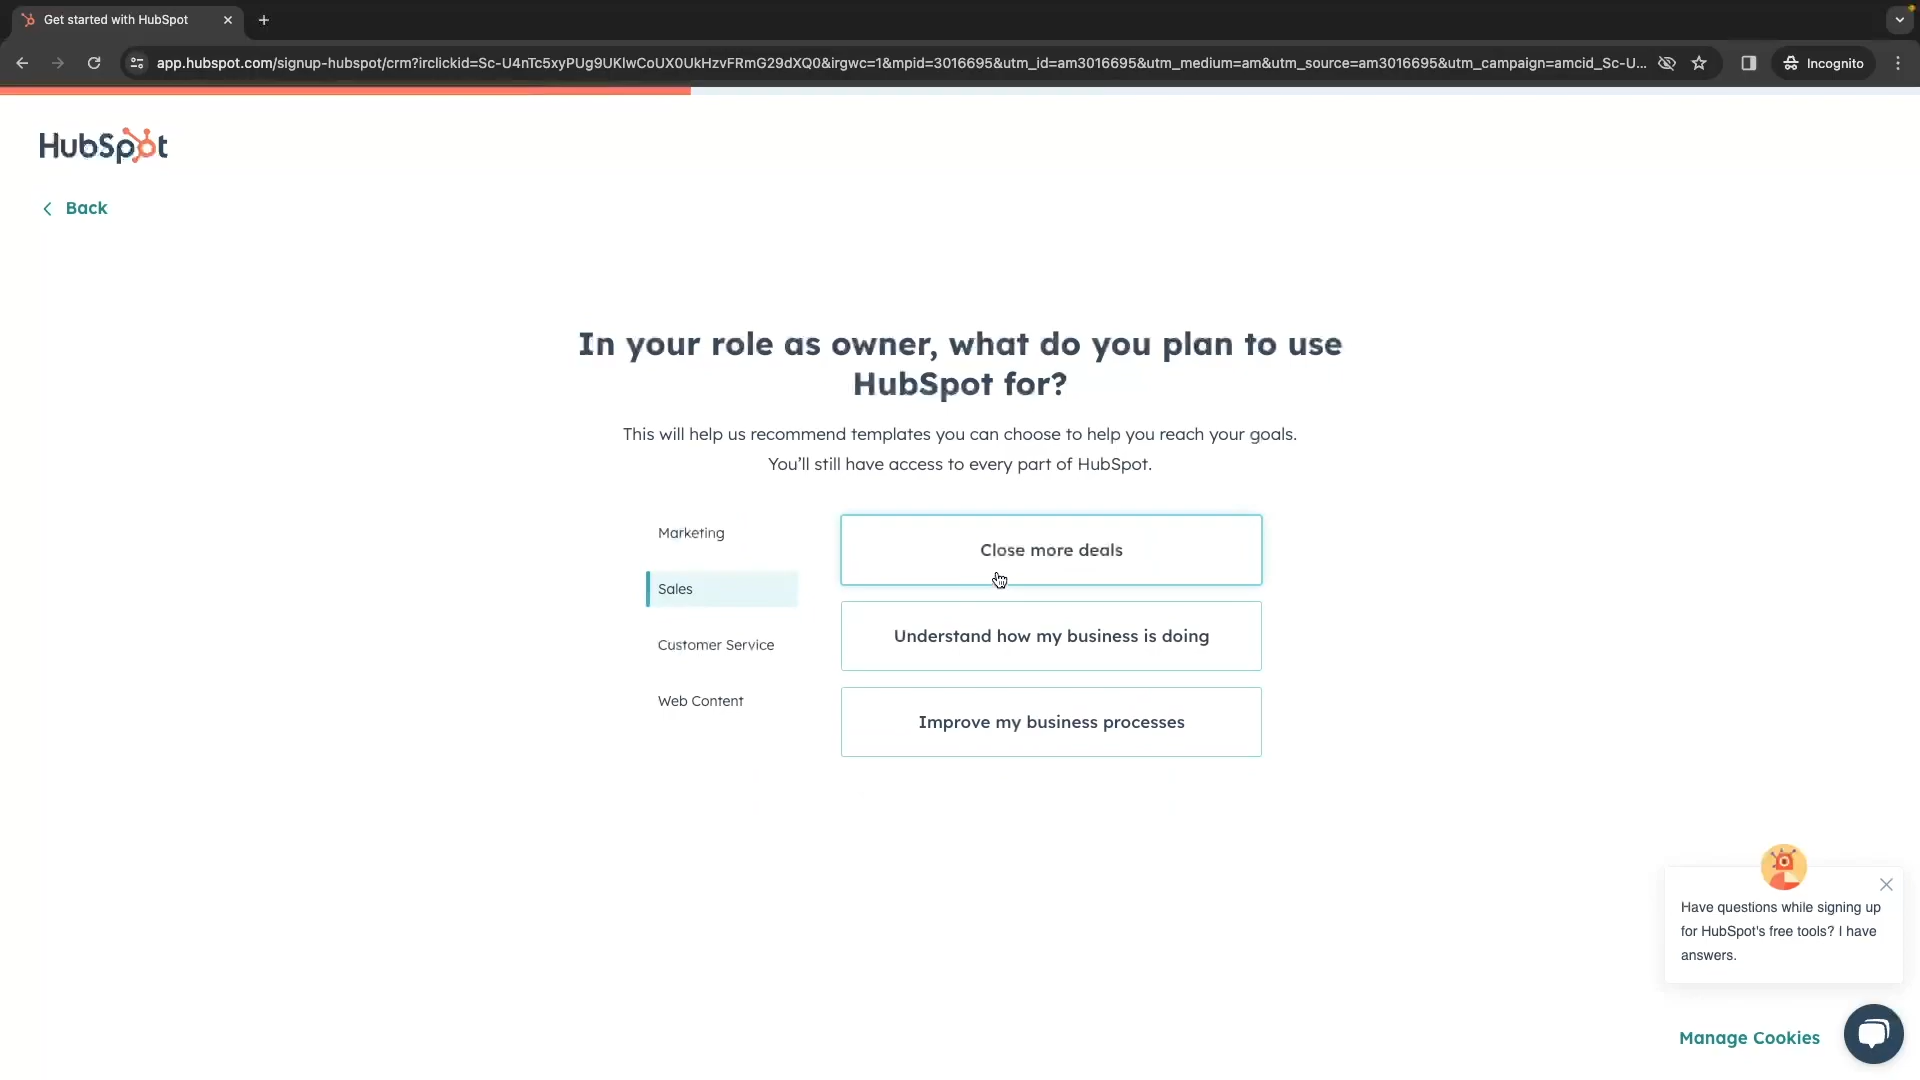 Get started with HubSpot
app.hubspot.com/signup-hubspot/crm?irclickid=Sc-U4nTc5xyPUg9UKlwCoUX0UkHzvFRmG29dXQ0&irgwc=1&mpid=3016695&utm_id=am3016695&utm_medium=am&utm_source=am3016695&utm_campaign=amcid_Sc-U...
Incognito
HubSpot
Back
In your role as owner, what do you plan to use
HubSpot for?
This will help us recommend templates you can choose to help you reach your goals.
You'll still have access to every part of HubSpot.
Marketing
Sales
Customer Service
Web Content
Close more deals
Understand how my business is doing
Improve my business processes
Have questions while signing up
for HubSpot's free tools? I have
answers.
Manage Cookies